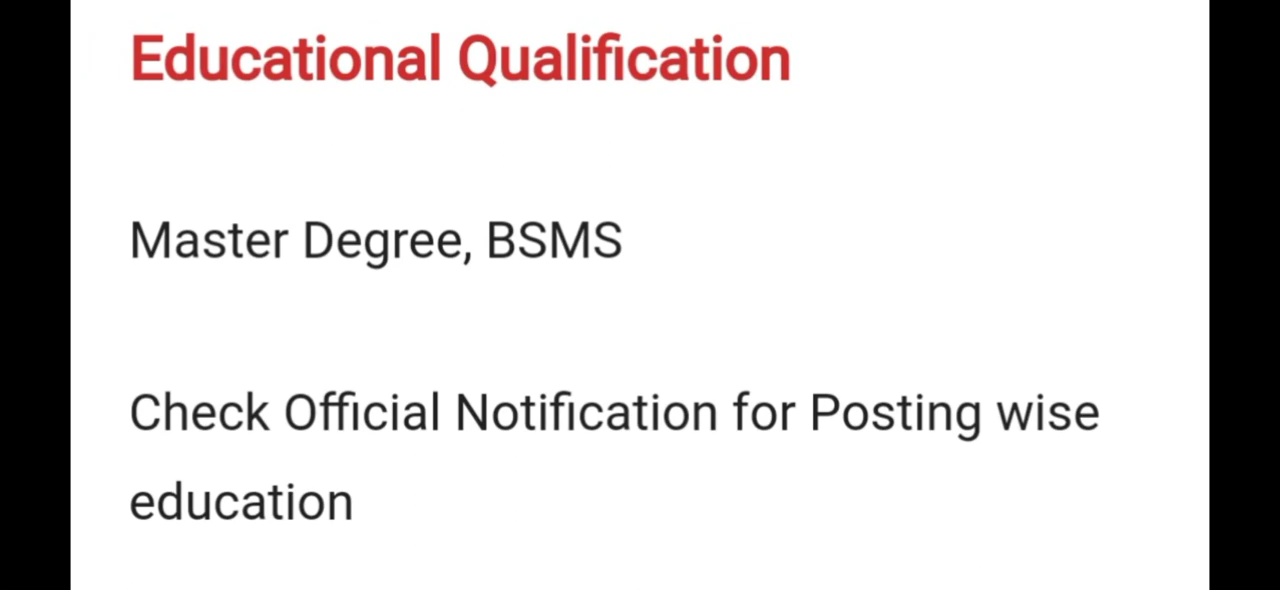 Educational Qualification
Master Degree, BSMS
Check Official Notification for Posting wise
education